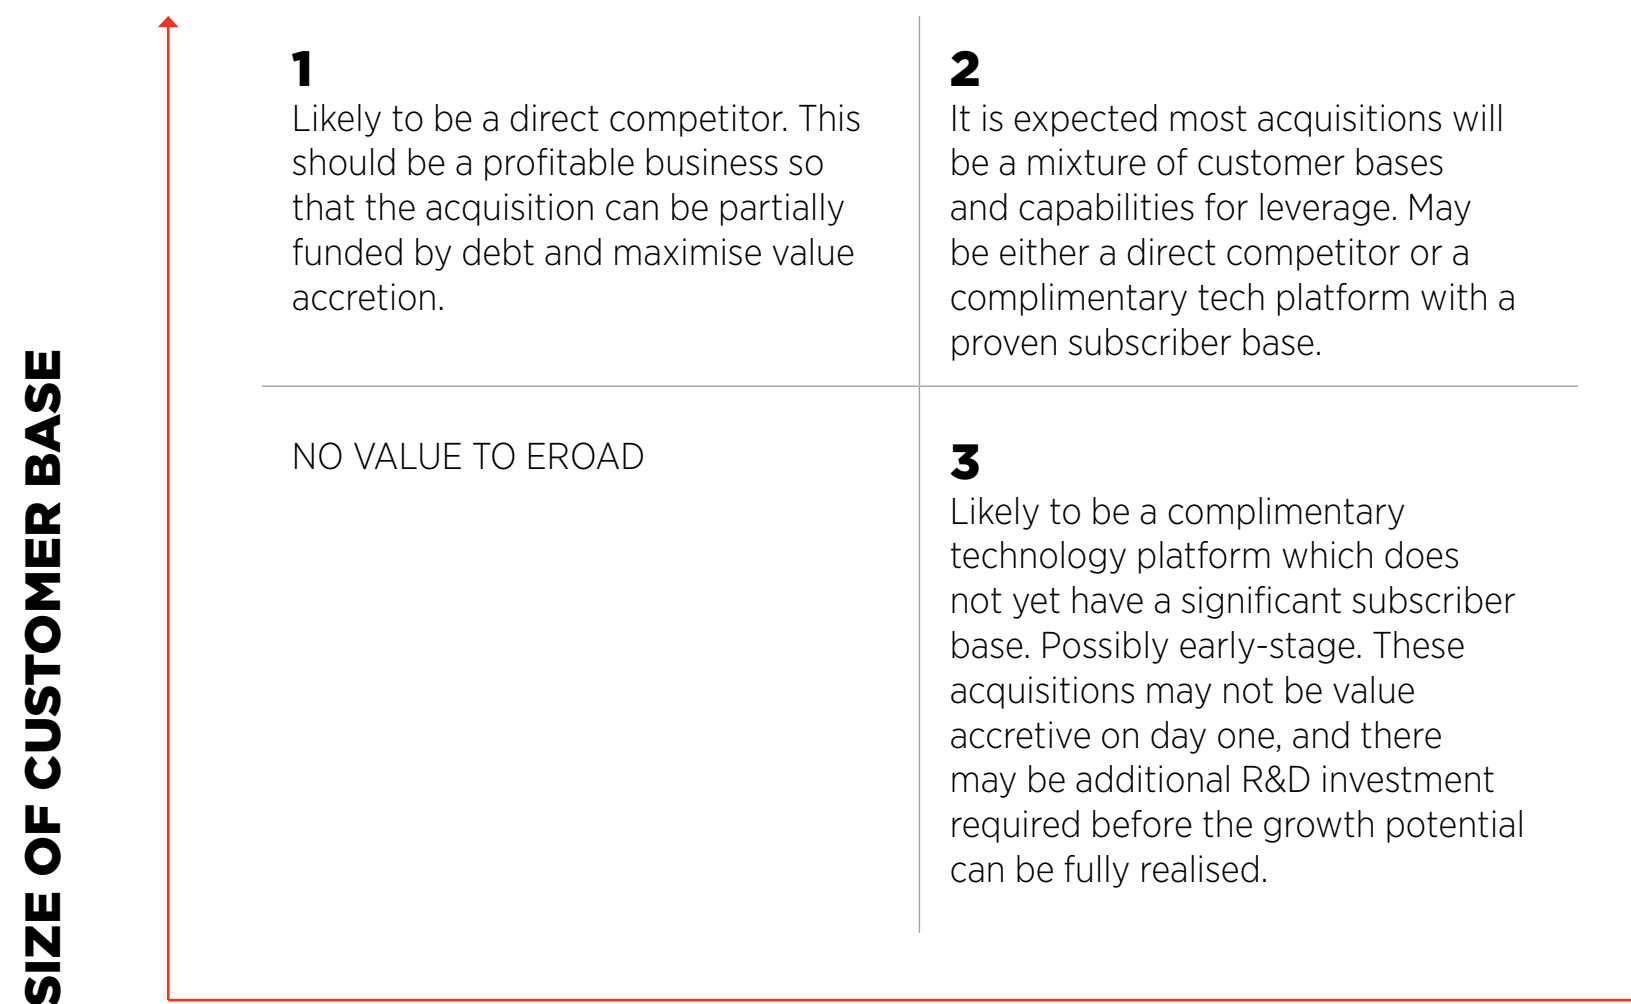 SIZE OF CUSTOMER BASE
1
Likely to be a direct competitor. This
should be a profitable business so
that the acquisition can be partially
funded by debt and maximise value
accretion.
2
It is expected most acquisitions will
be a mixture of customer bases
and capabilities for leverage. May
be either a direct competitor or a
complimentary tech platform with a
proven subscriber base.
NO VALUE TO EROAD
3
Likely to be a complimentary
technology platform which does
not yet have a significant subscriber
base. Possibly early-stage. These
acquisitions may not be value
accretive on day one, and there
may be additional R&D investment
required before the growth potential
can be fully realised.